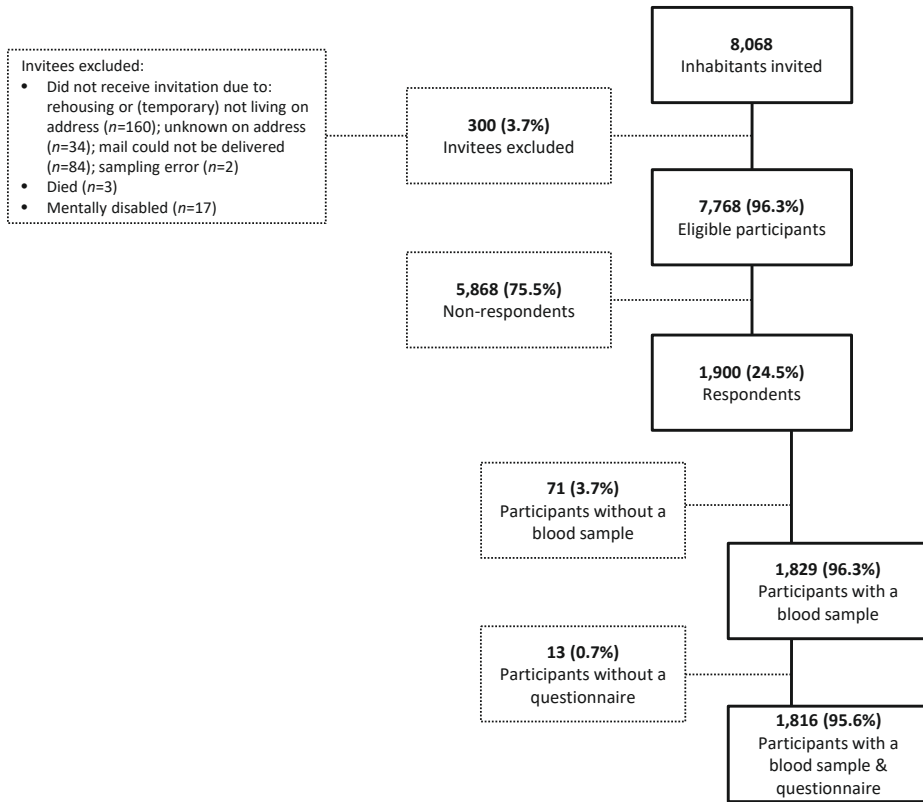 8,068
Inhabitants invited
Invitees excluded:
• Did not receive invitation due to:
rehousing or (temporary) not living on
address (n=160); unknown on address
(n=34); mail could not be delivered
(n=84); sampling error (n=2)
• Died (n=3)
• Mentally disabled (n=17)
300 (3.7%)
Invitees excluded
7,768 (96.3%)
Eligible participants
5,868 (75.5%)
Non-respondents
1,900 (24.5%)
Respondents
71 (3.7%)
Participants without a
blood sample
1,829 (96.3%)
Participants with a
blood sample
13 (0.7%)
Participants without a
questionnaire
1,816 (95.6%)
Participants with a
blood sample &
questionnaire